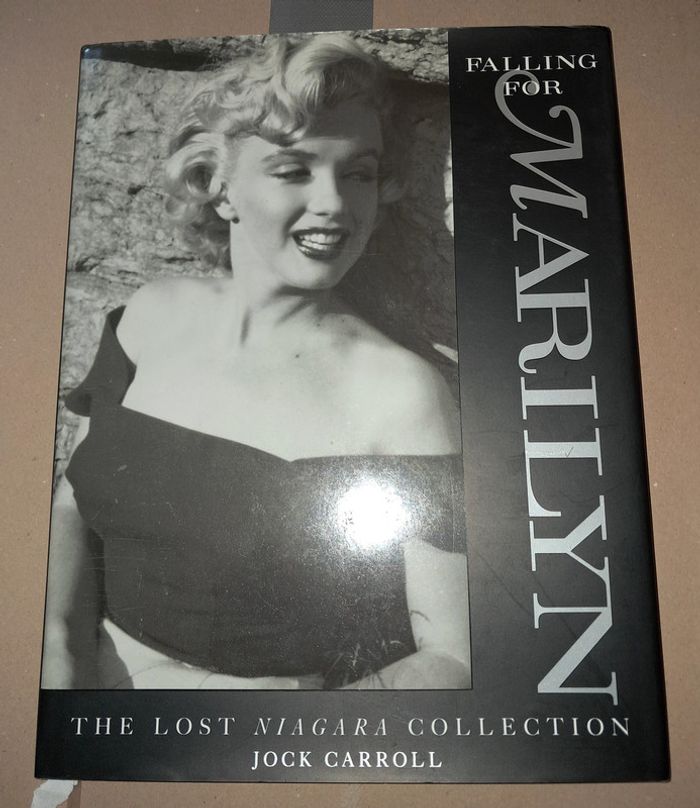 FALLING
FOR
MARILYN
THE LOST NIAGARA COLLECTION
JOCK CARROLL